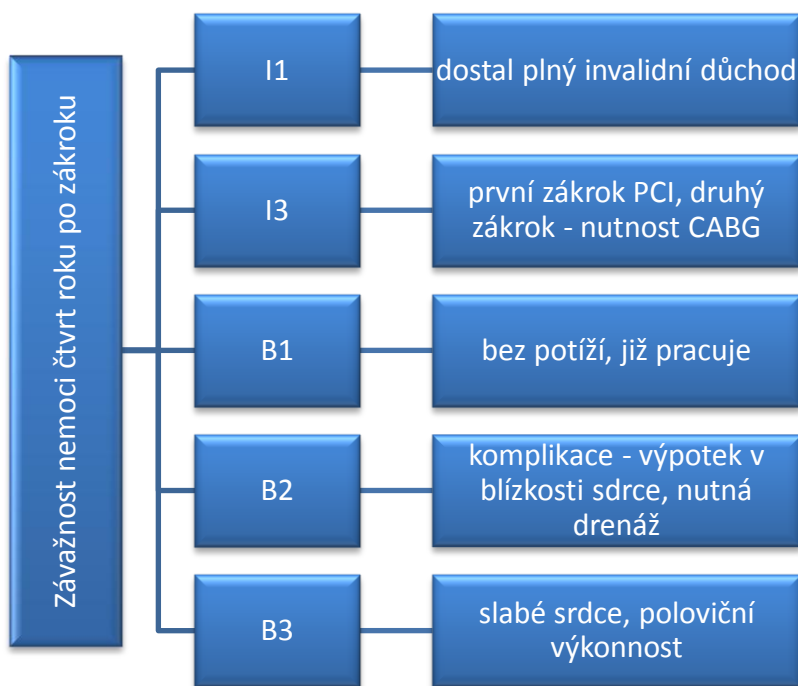 Závažnost nemoci čtvrt roku po zákroku
I1
dostal plný invalidní důchod
I3
první zákrok PCI, druhý
zákrok - nutnost CABG
B1
bez potíží, již pracuje
B2
komplikace - výpotek v
blízkosti sdrce, nutná
drenáž
B3
slabé srdce, poloviční
výkonnost